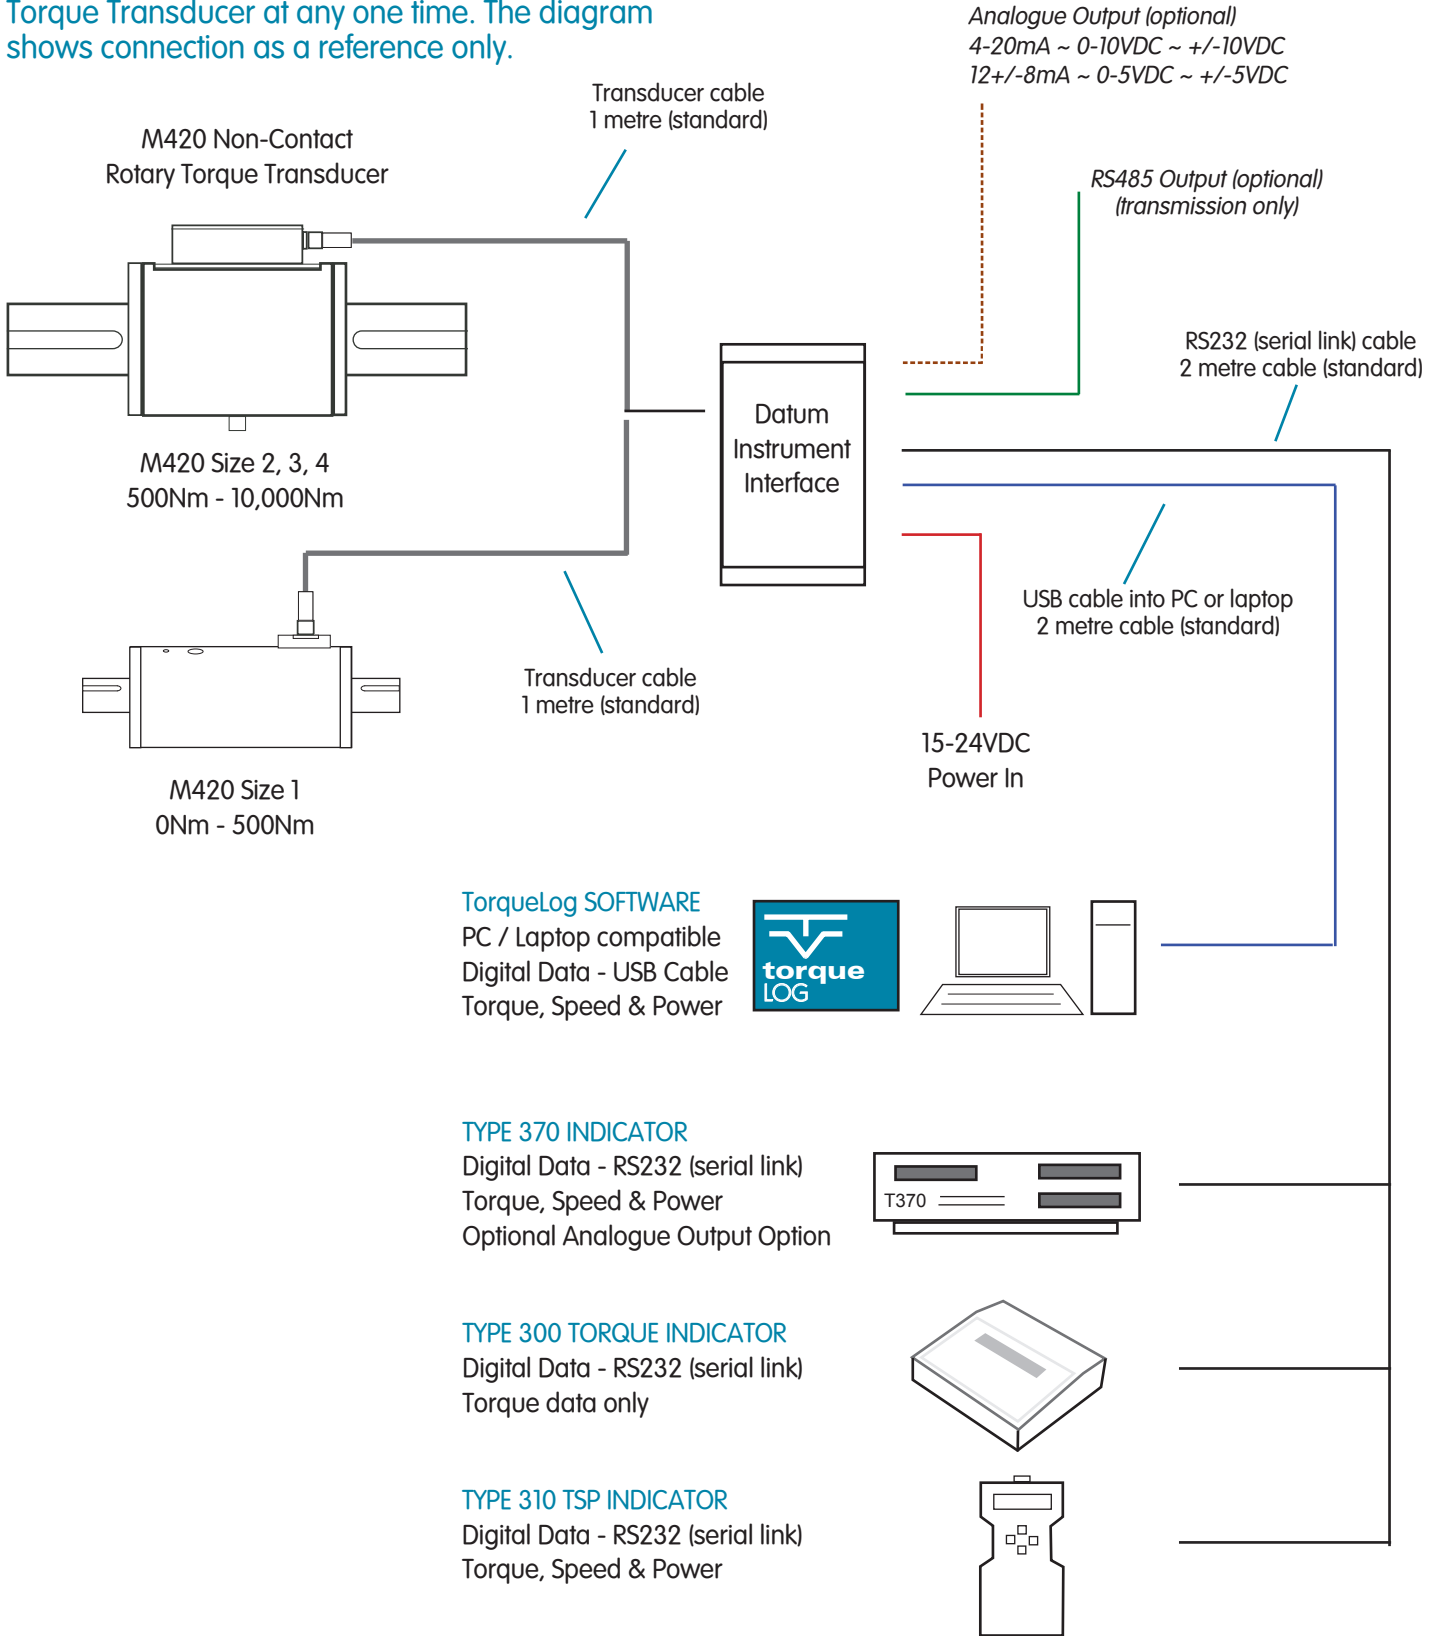 Torque Transducer at any one time. The diagram
shows connection as a reference only.
Analogue Output (optional)
4-20mA ~ 0-10VDC ~ +/-10VDC
12+/-8mA ~ 0-5VDC ~ +/-5VDC
Transducer cable
1 metre (standard)
M420 Non-Contact
Rotary Torque Transducer
RS485 Output (optional)
(transmission only)
RS232 (serial link) cable
2 metre cable (standard)
Datum
Instrument
Interface
M420 Size 2, 3, 4
500Nm - 10,000Nm
USB cable into PC or laptop
2 metre cable (standard)
Transducer cable
1 metre (standard)
15-24VDC
Power In
M420 Size 1
0Nm - 500Nm
TorqueLog SOFTWARE
PC / Laptop compatible
Digital Data - USB Cable
Torque, Speed & Power
torque
LOG
TYPE 370 INDICATOR
Digital Data - RS232 (serial link)
Torque, Speed & Power
Optional Analogue Output Option
T370
TYPE 300 TORQUE INDICATOR
Digital Data - RS232 (serial link)
Torque data only
TYPE 310 TSP INDICATOR
Digital Data - RS232 (serial link)
Torque, Speed & Power